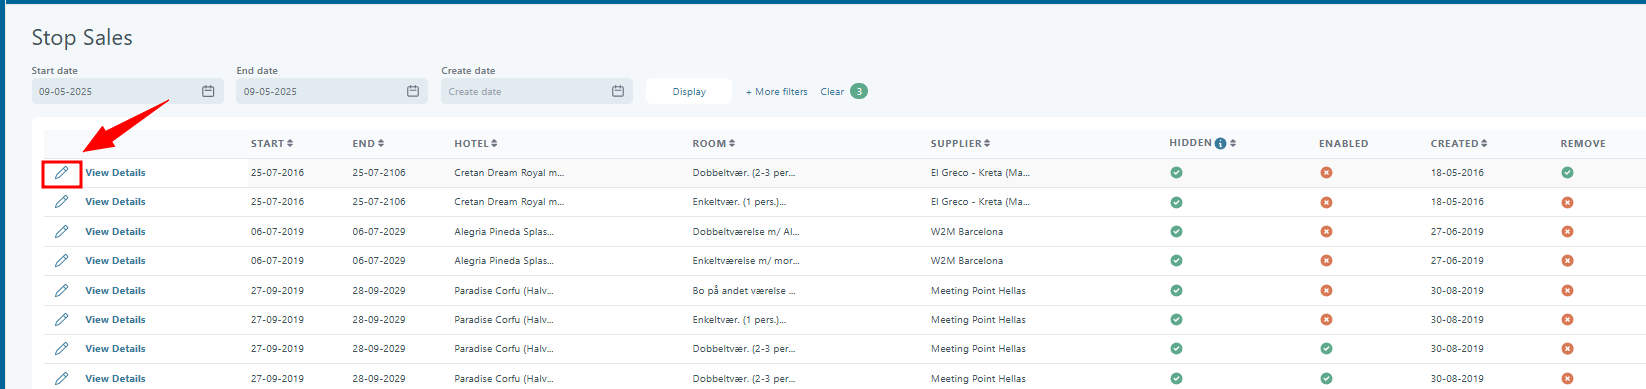 Stop Sales
Start date End date Create date
09-05-2025 09-05-2025 Create date Display + More filters Clear 3
START END HOTEL ROOM SUPPLIER HIDDEN ENABLED CREATED REMOVE
View Details 25-07-2016 25-07-2106 Cretan Dream Royal m... Dobbeltvær. (2-3 per... El Greco - Kreta (Ma... 18-05-2016
View Details 25-07-2016 25-07-2106 Cretan Dream Royal m... Enkeltvær. (1 pers.)... El Greco - Kreta (Ma... 18-05-2016
View Details 06-07-2019 06-07-2029 Alegria Pineda Splas... Dobbeltværelse m/ Al... W2M Barcelona 27-06-2019
View Details 06-07-2019 06-07-2029 Alegria Pineda Splas... Enkeltværelse m/ mor... W2M Barcelona 27-06-2019
View Details 27-09-2019 28-09-2029 Paradise Corfu (Halv... Bo på andet værelse ... Meeting Point Hellas 30-08-2019
View Details 27-09-2019 28-09-2029 Paradise Corfu (Halv... Enkeltvær. (1 pers.)... Meeting Point Hellas 30-08-2019
View Details 27-09-2019 28-09-2029 Paradise Corfu (Halv... Dobbeltvær. (2-3 per... Meeting Point Hellas 30-08-2019
View Details 27-09-2019 28-09-2029 Paradise Corfu (Halv... Dobbeltvær. (2-3 per... Meeting Point Hellas 30-08-2019